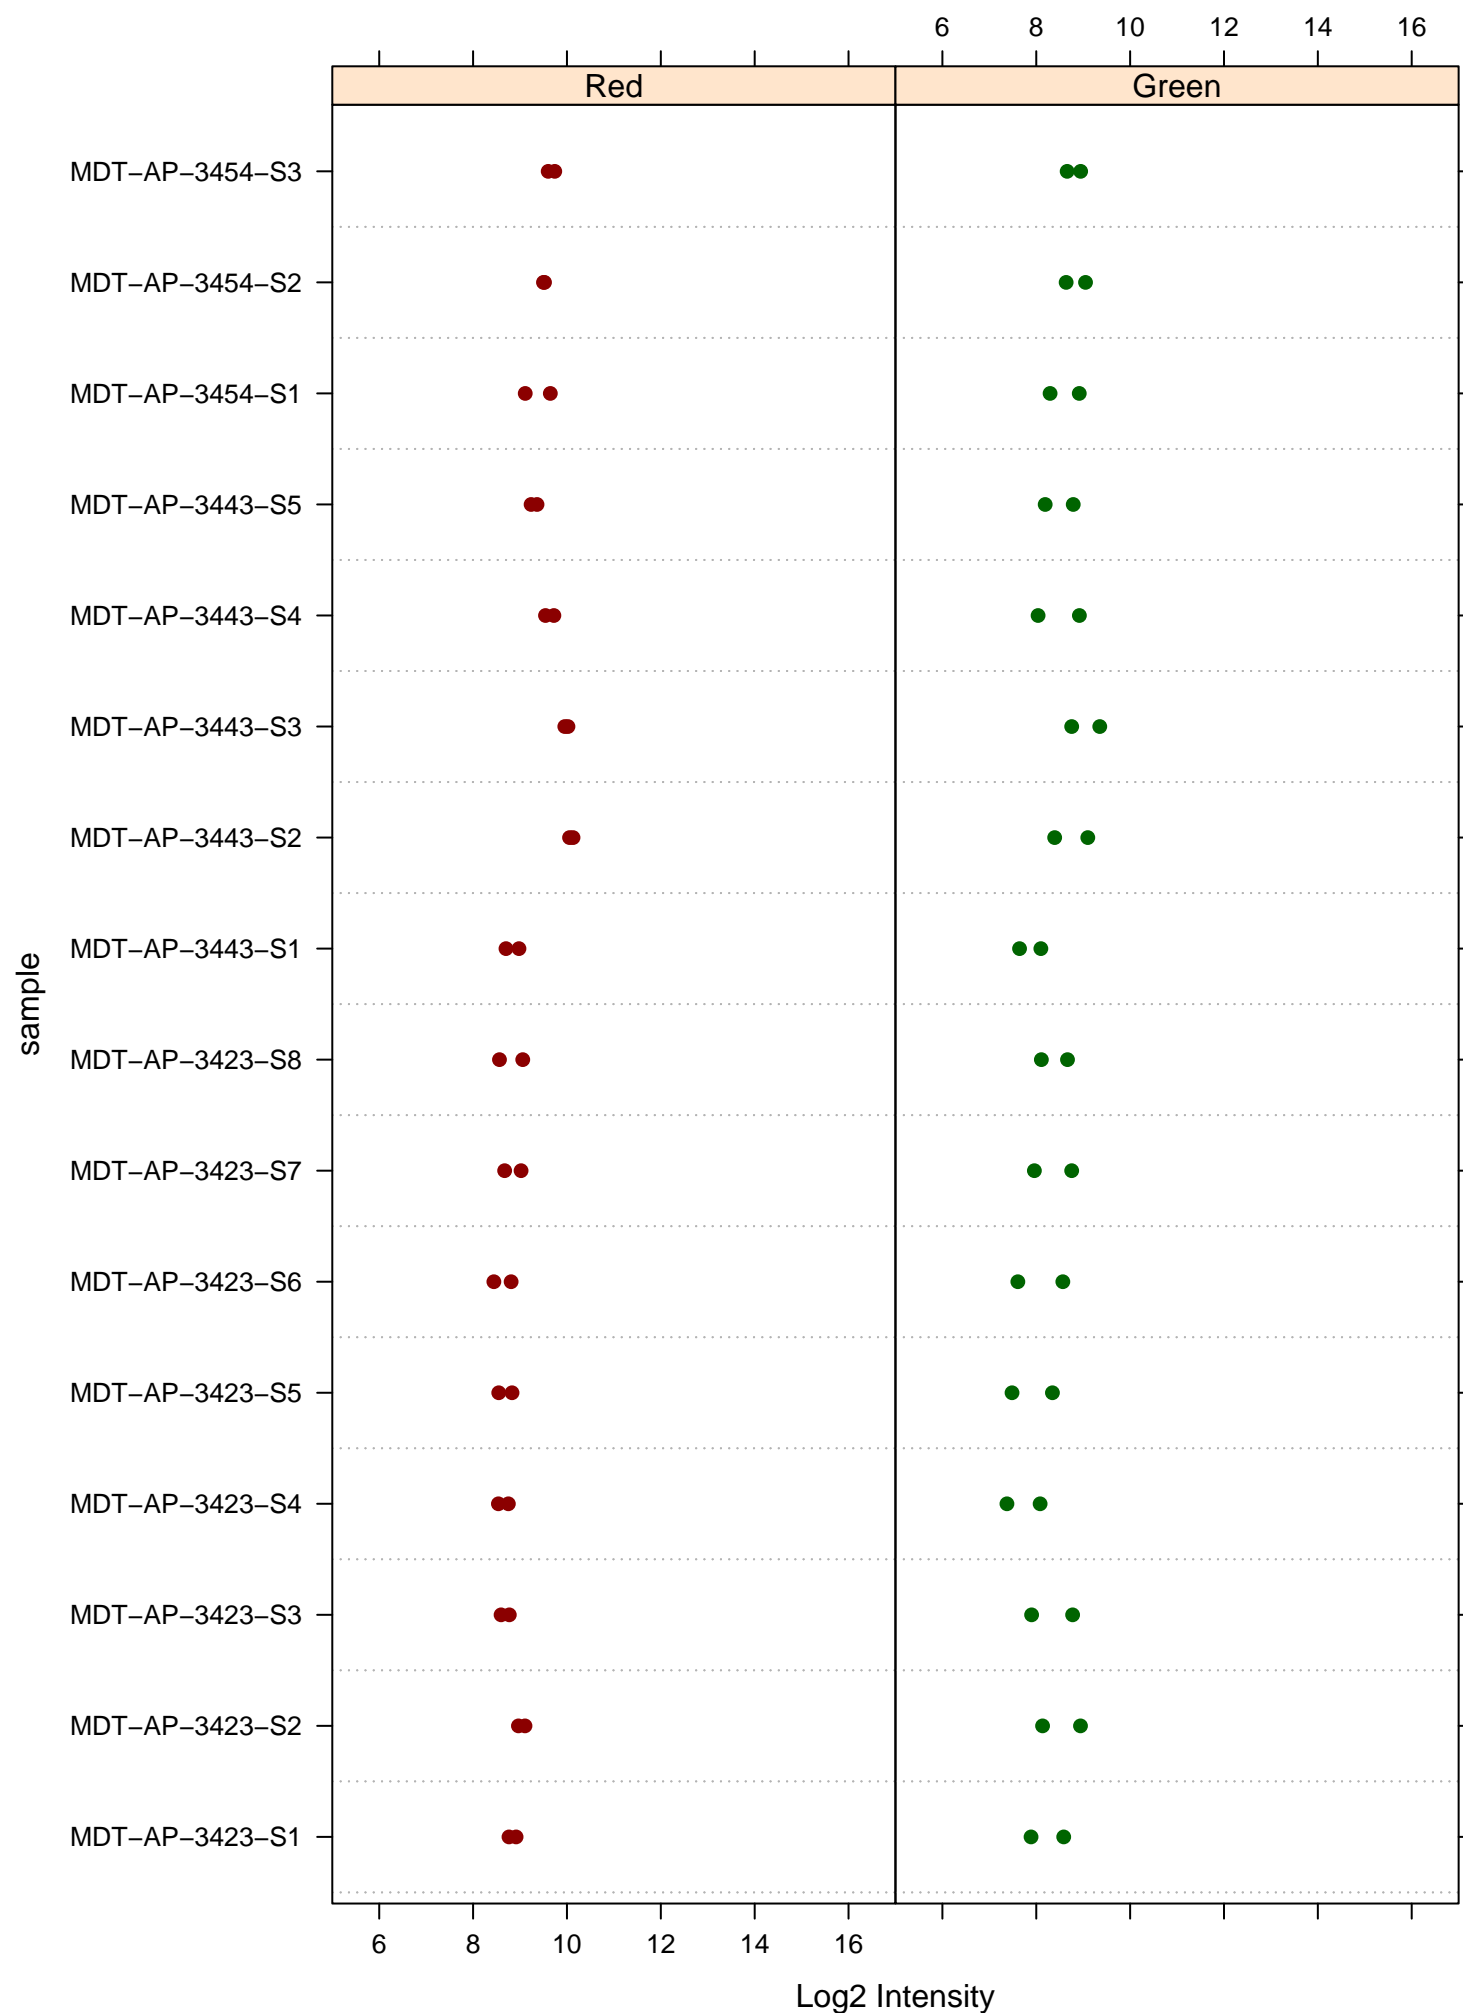 6 8 10 12 14 16
Red Green
MDT−AP−3454−S3
MDT−AP−3454−S2
MDT−AP−3454−S1
MDT−AP−3443−S5
MDT−AP−3443−S4
MDT−AP−3443−S3
MDT−AP−3443−S2
MDT−AP−3443−S1
sample
MDT−AP−3423−S8
MDT−AP−3423−S7
MDT−AP−3423−S6
MDT−AP−3423−S5
MDT−AP−3423−S4
MDT−AP−3423−S3
MDT−AP−3423−S2
MDT−AP−3423−S1
6 8 10 12 14 16
Log2 Intensity